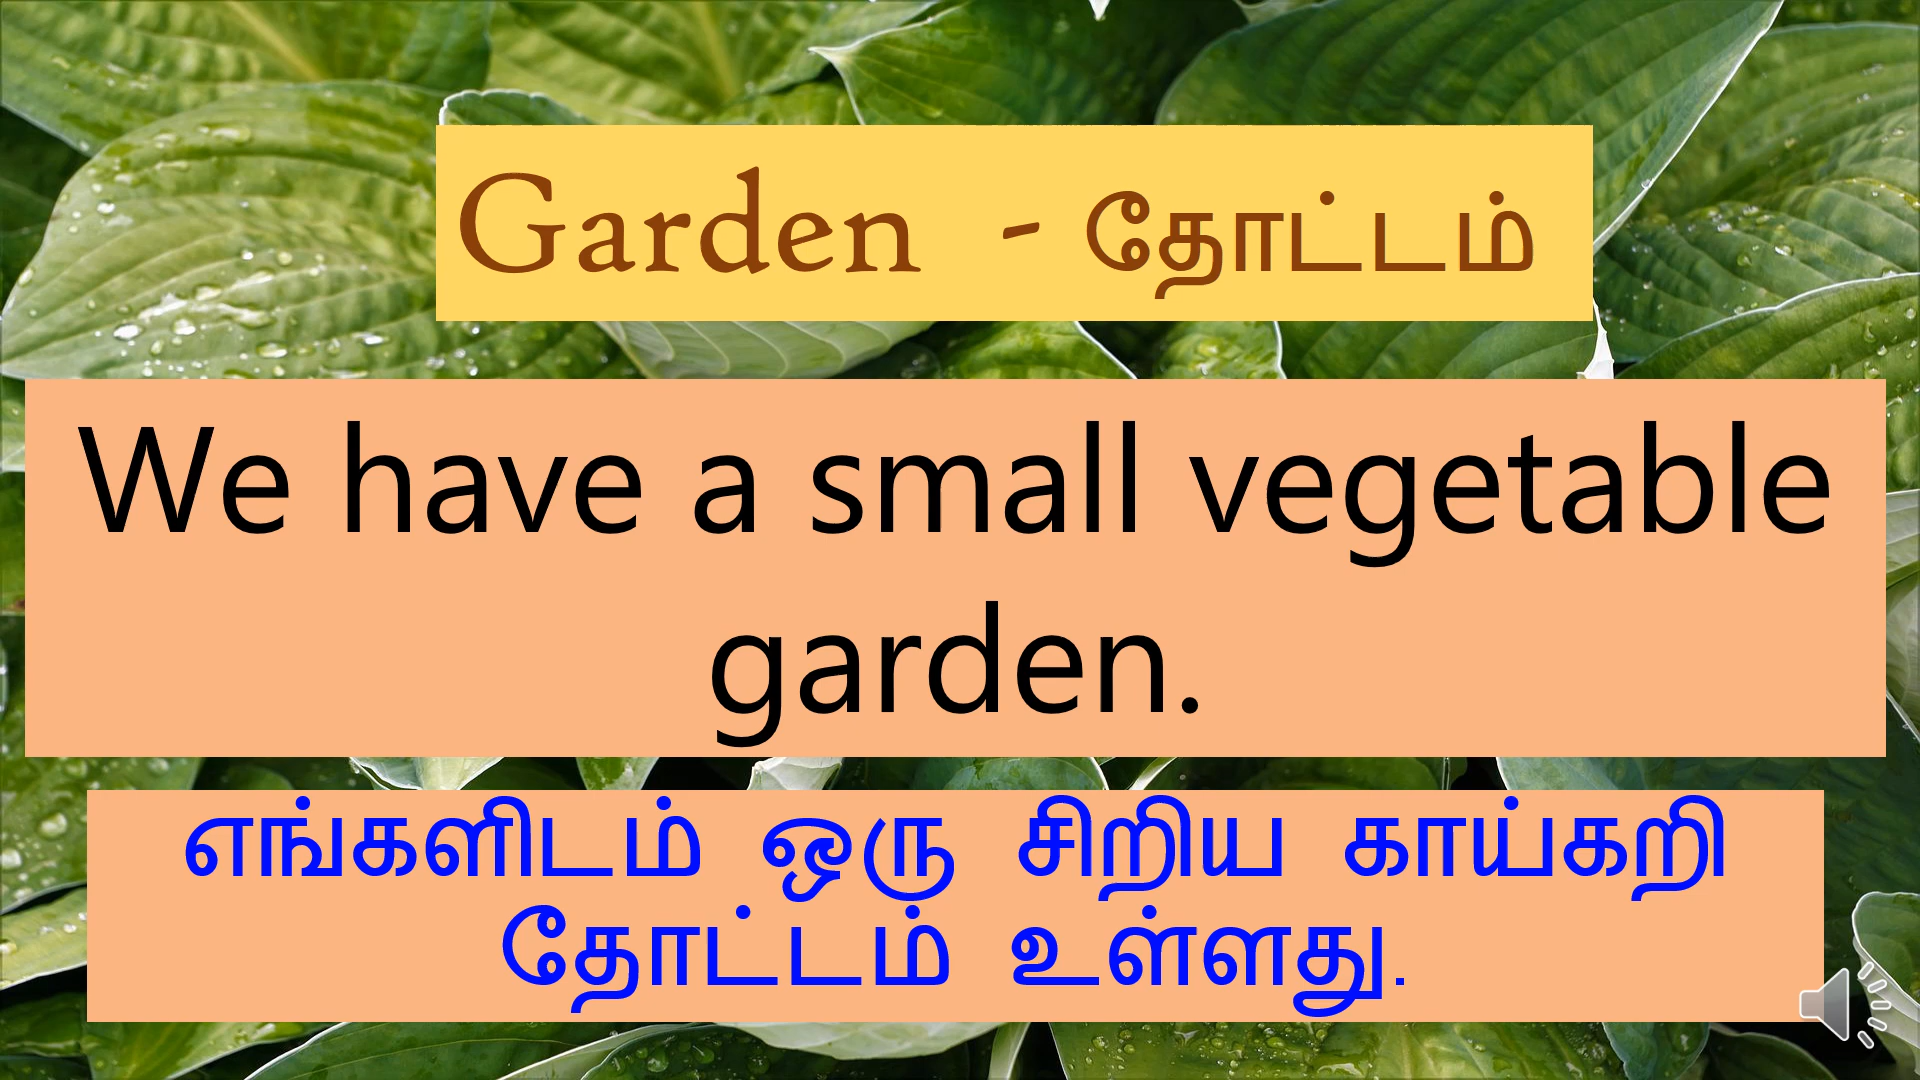 Garden - தோட்டம்
We have a small vegetable
garden.
எங்களிடம் ஒரு சிறிய காய்கறி
தோட்டம் உள்ளது.